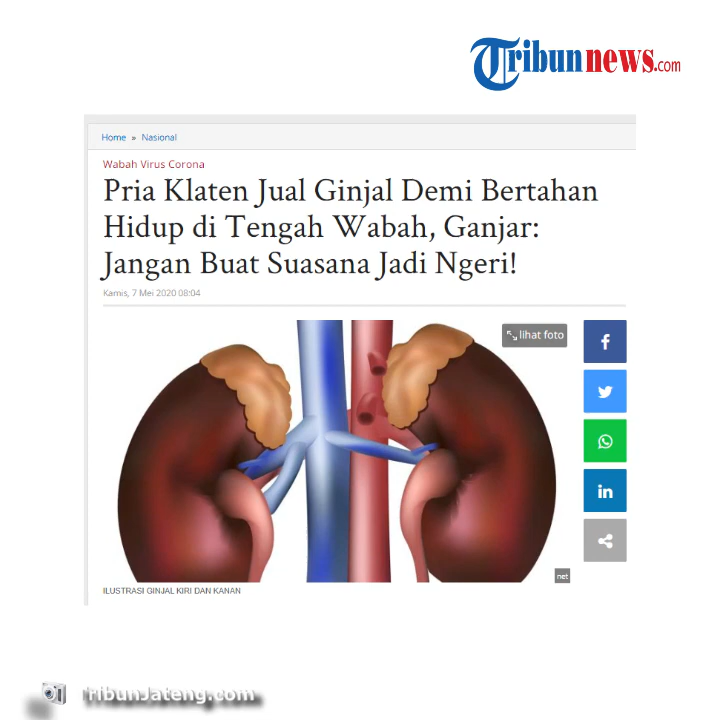 Tribunnews.com
Home » Nasional
Wabah Virus Corona
Pria Klaten Jual Ginjal Demi Bertahan
Hidup di Tengah Wabah, Ganjar:
Jangan Buat Suasana Jadi Ngeri!
Kamis, 7 Mei 2020 08:04
lihat foto
net
ILUSTRASI GINJAL KIRI DAN KANAN
TribunJateng.com